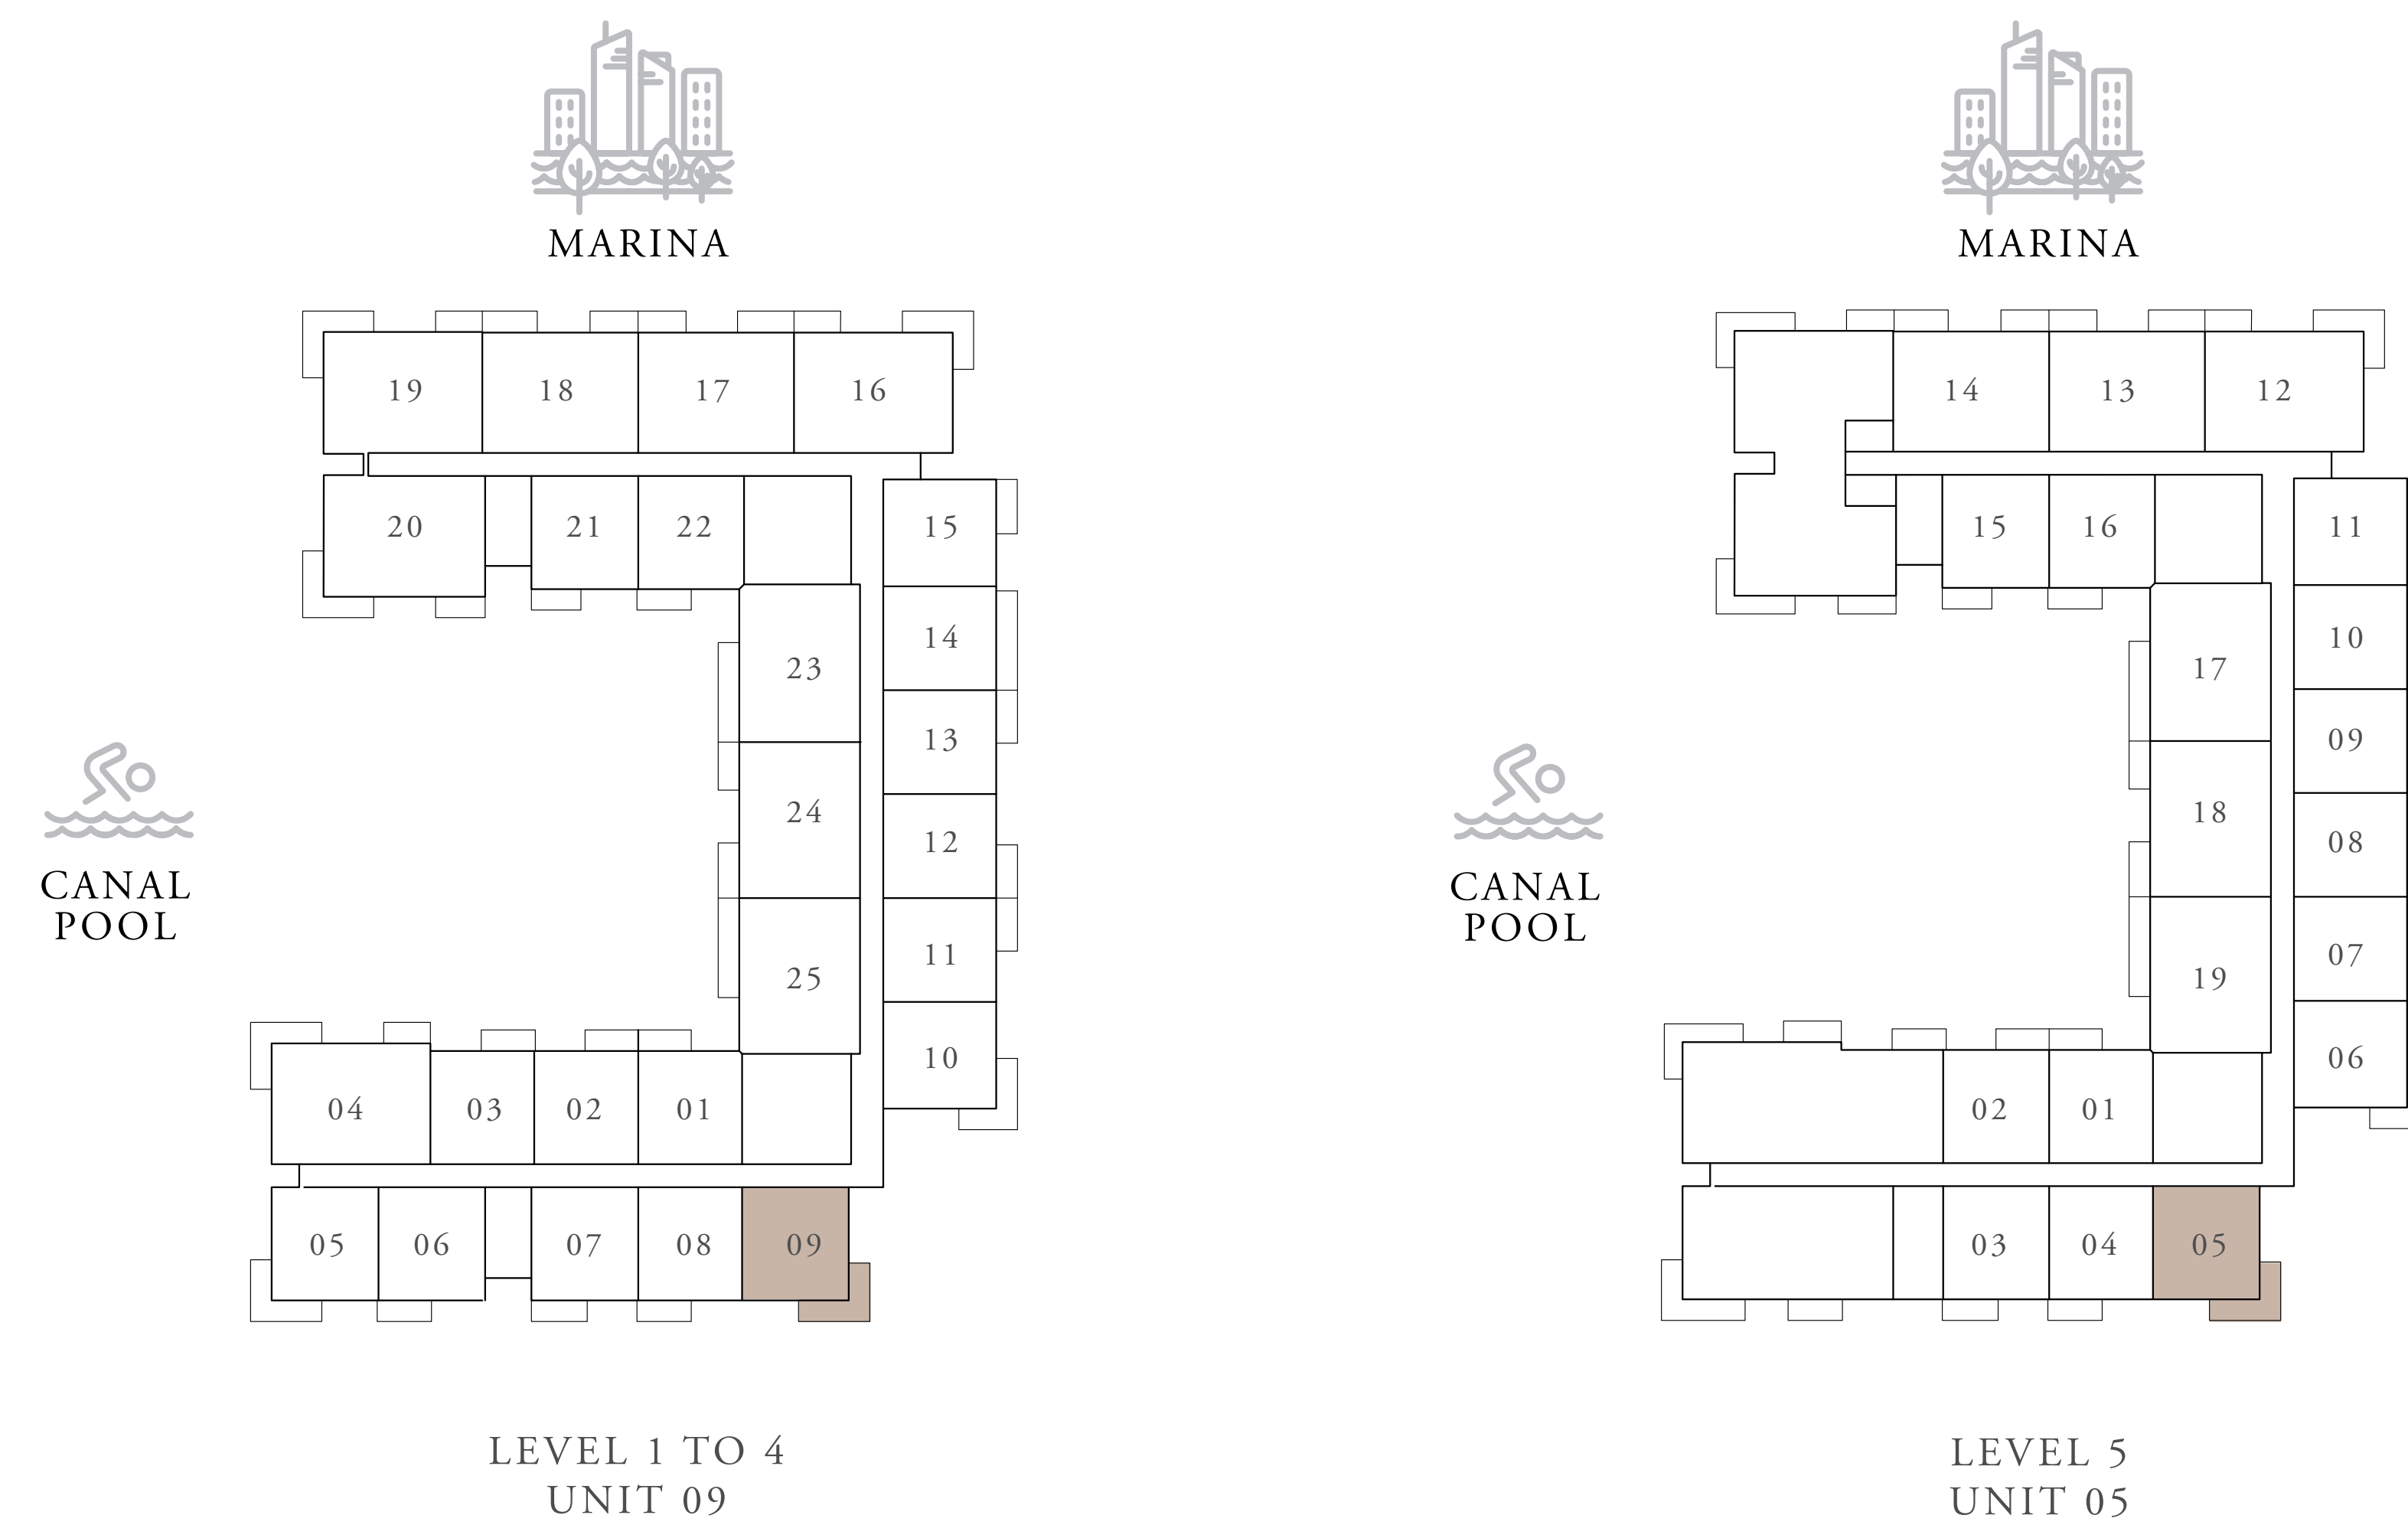 MARINA
19 18 17 16
20 21 22
15
14
23
13
24
12
25
11
10
CANAL
POOL
04 03 02 01
05 06 07 08 09
LEVEL 1 TO 4
UNIT 09
MARINA
14 13 12
15 16
11
10
17
09
18
08
19
07
06
CANAL
POOL
02 01
03 04 05
LEVEL 5
UNIT 05